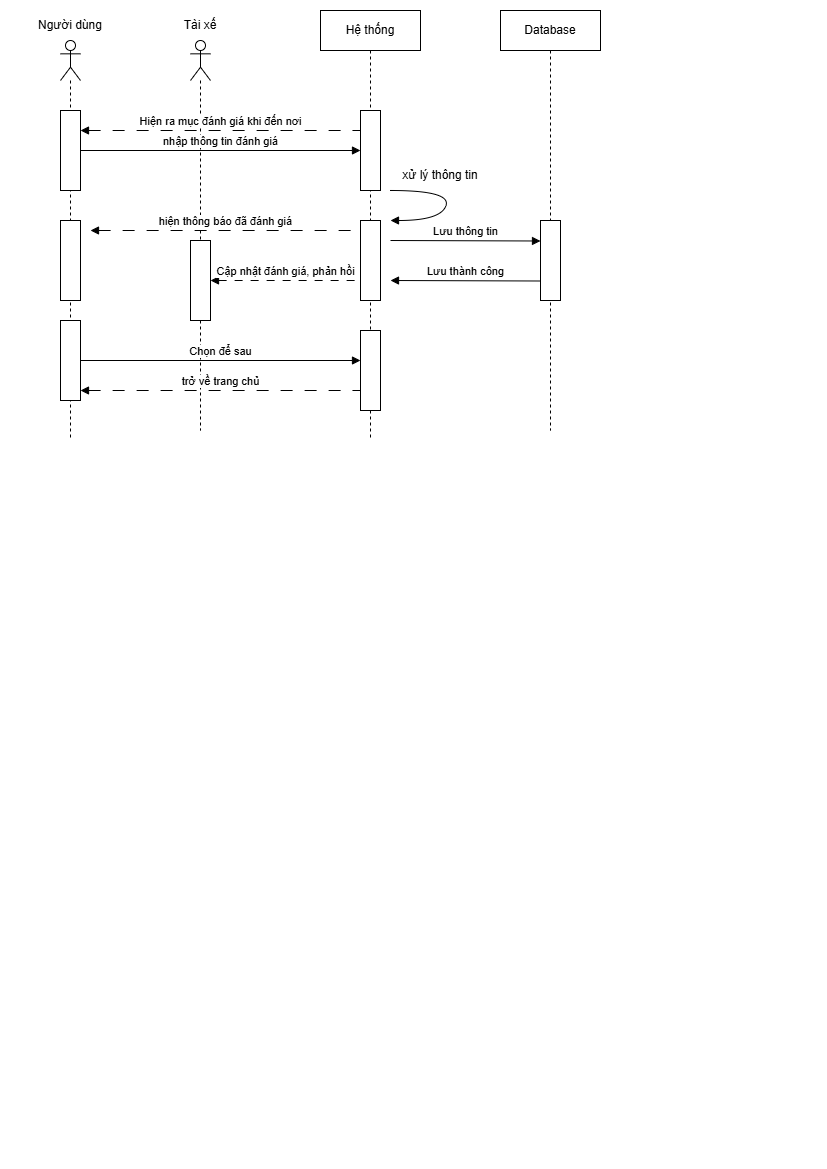 Người dùng
Tải xế
Hệ thống
Database
Hiện ra mục đánh giá khi đến nơi
nhập thông tin đánh giá
xử lý thông tin
hiện thông báo đã đánh giá
Lưu thông tin
Cập nhật đánh giá, phản hồi
Lưu thành công
Chọn để sau
trở về trang chủ